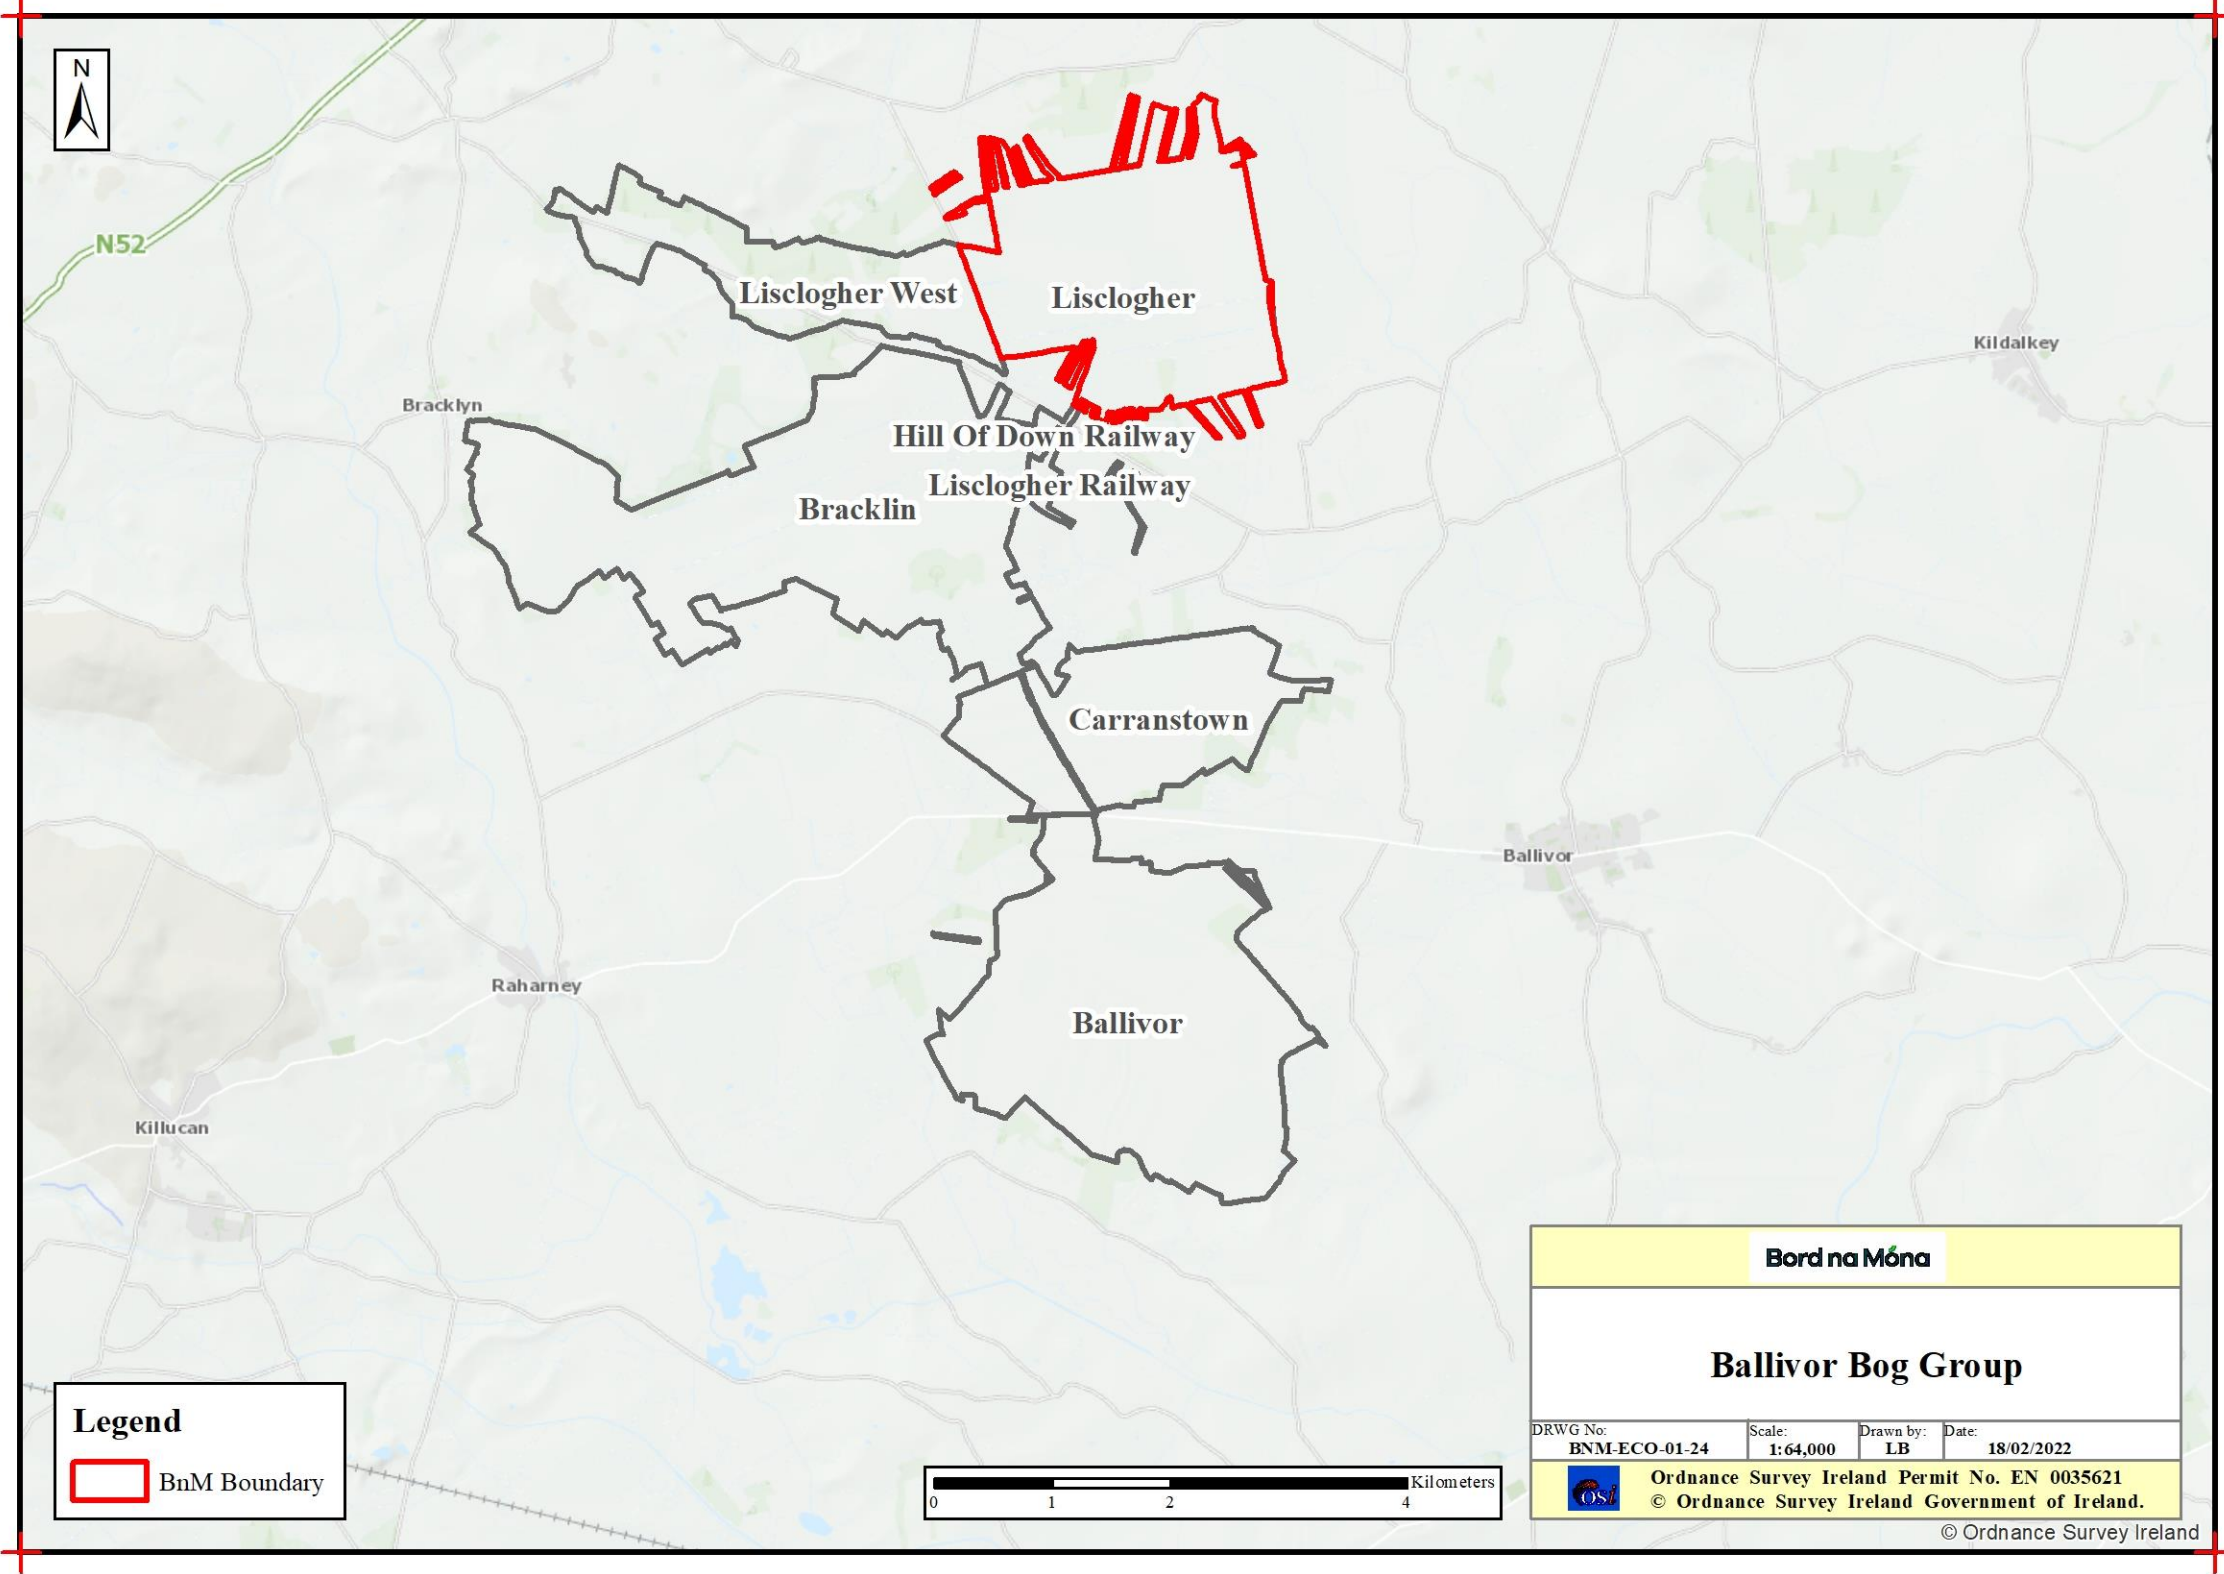 N
N52
Lisclogher West
Lisclogher
Kildalkey
Bracklyn
Hill Of Down Railway
Lisclogher Railway
Bracklin
Carranstown
Ballivor
Raharney
Ballivor
Killucan
Legend
BnM Boundary
Kilometers
0 1 2 4
Bord na Móna
Ballivor Bog Group
DRWG No: Scale: Drawn by: Date:
BNM-ECO-01-24 1:64,000 LB 18/02/2022
OSi
Ordnance Survey Ireland Permit No. EN 0035621
© Ordnance Survey Ireland Government of Ireland.
© Ordnance Survey Ireland